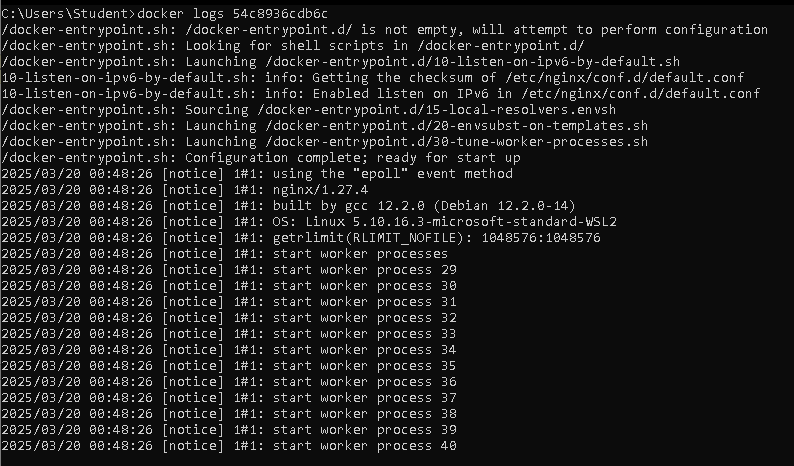 C:\Users\Student>docker logs 54c8936cdb6c
/docker-entrypoint.sh: /docker-entrypoint.d/ is not empty, will attempt to perform configuration
/docker-entrypoint.sh: Looking for shell scripts in /docker-entrypoint.d/
/docker-entrypoint.sh: Launching /docker-entrypoint.d/10-listen-on-ipv6-by-default.sh
10-listen-on-ipv6-by-default.sh: info: Getting the checksum of /etc/nginx/conf.d/default.conf
10-listen-on-ipv6-by-default.sh: info: Enabled listen on IPv6 in /etc/nginx/conf.d/default.conf
/docker-entrypoint.sh: Sourcing /docker-entrypoint.d/15-local-resolvers.envsh
/docker-entrypoint.sh: Launching /docker-entrypoint.d/20-envsubst-on-templates.sh
/docker-entrypoint.sh: Launching /docker-entrypoint.d/30-tune-worker-processes.sh
/docker-entrypoint.sh: Configuration complete; ready for start up
2025/03/20 00:48:26 [notice] 1#1: using the "epoll" event method
2025/03/20 00:48:26 [notice] 1#1: nginx/1.27.4
2025/03/20 00:48:26 [notice] 1#1: built by gcc 12.2.0 (Debian 12.2.0-14)
2025/03/20 00:48:26 [notice] 1#1: OS: Linux 5.10.16.3-microsoft-standard-WSL2
2025/03/20 00:48:26 [notice] 1#1: getrlimit(RLIMIT_NOFILE): 1048576:1048576
2025/03/20 00:48:26 [notice] 1#1: start worker processes
2025/03/20 00:48:26 [notice] 1#1: start worker process 29
2025/03/20 00:48:26 [notice] 1#1: start worker process 30
2025/03/20 00:48:26 [notice] 1#1: start worker process 31
2025/03/20 00:48:26 [notice] 1#1: start worker process 32
2025/03/20 00:48:26 [notice] 1#1: start worker process 33
2025/03/20 00:48:26 [notice] 1#1: start worker process 34
2025/03/20 00:48:26 [notice] 1#1: start worker process 35
2025/03/20 00:48:26 [notice] 1#1: start worker process 36
2025/03/20 00:48:26 [notice] 1#1: start worker process 37
2025/03/20 00:48:26 [notice] 1#1: start worker process 38
2025/03/20 00:48:26 [notice] 1#1: start worker process 39
2025/03/20 00:48:26 [notice] 1#1: start worker process 40